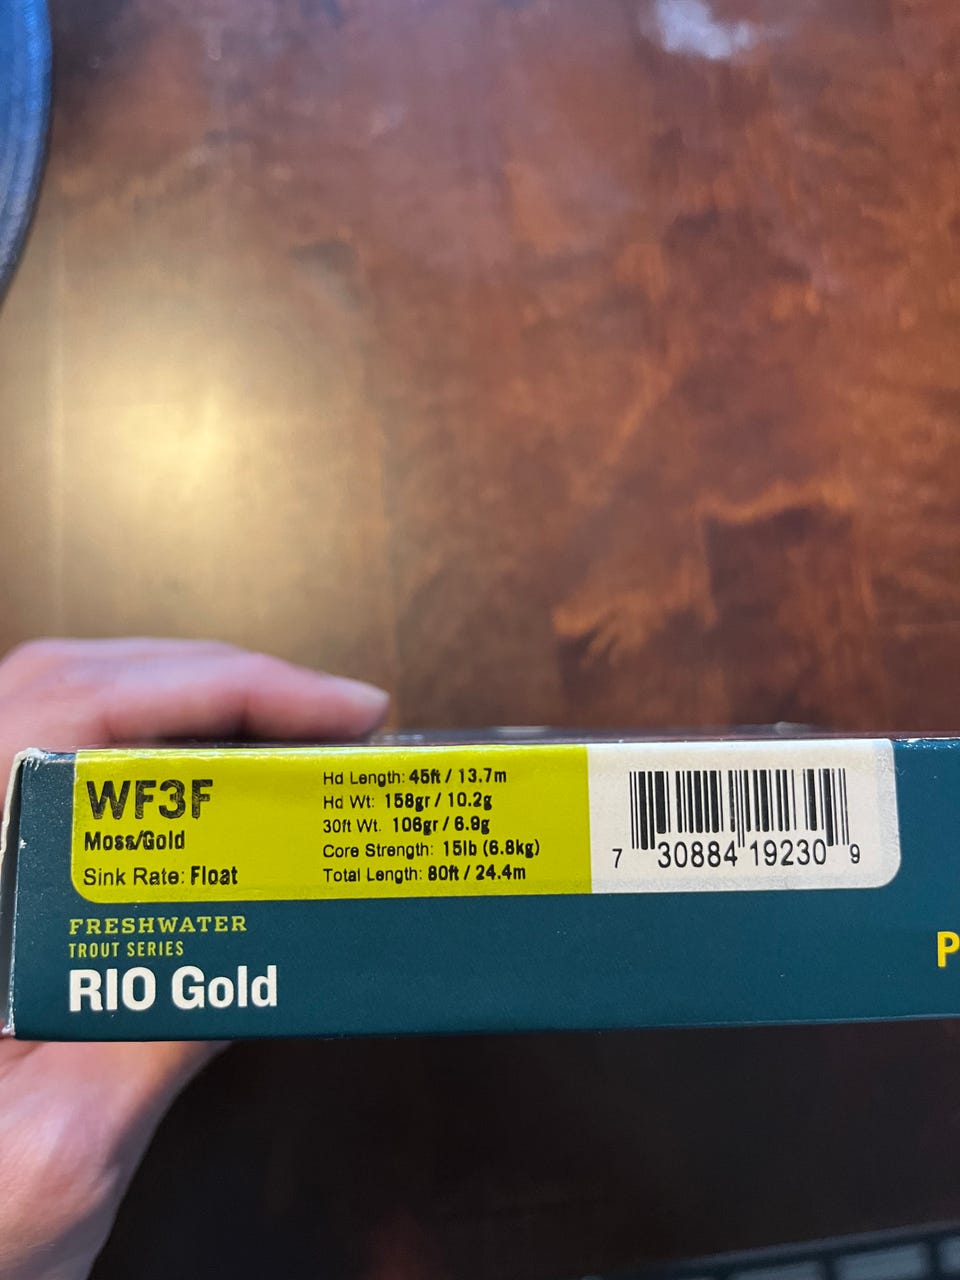 WF3F
Moss/Gold
Sink Rate: Float
Hd Length: 45ft / 13.7m
Hd Wt: 158gr / 10.2g
30ft Wt. 106gr / 6.9g
Core Strength: 15lb (6.8kg)
Total Length: 80ft / 24.4m
7 30884 19230 9
FRESHWATER
TROUT SERIES
RIO Gold
P